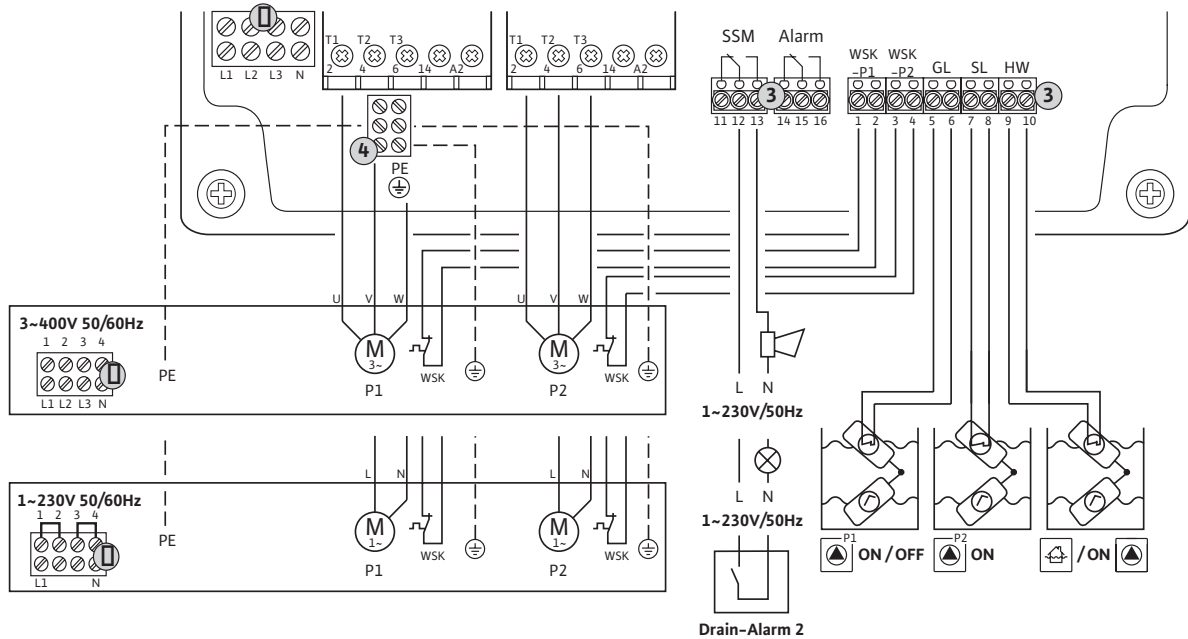 SSM Alarm
T1 T2 T3
2 4 6 14 A2
T1 T2 T3
2 4 6 14 A2
L1 L2 L3 N
WSK -P1
WSK -P2
GL SL HW
3
3
11 12 13
14 15 16
1 2 3 4 5 6 7 8 9 10
4
PE
U V W
U V W
3~400V 50/60Hz
1 2 3 4
L1 L2 L3 N
PE
M
3~
P1
WSK
M
3~
P2
WSK
L N
1~230V/50Hz
L N
1~230V/50Hz
Drain-Alarm 2
L N
L N
1~230V 50/60Hz
1 2 3 4
L1 N
PE
M
1~
P1
WSK
M
1~
P2
WSK
P1
ON / OFF
P2
ON
/ ON